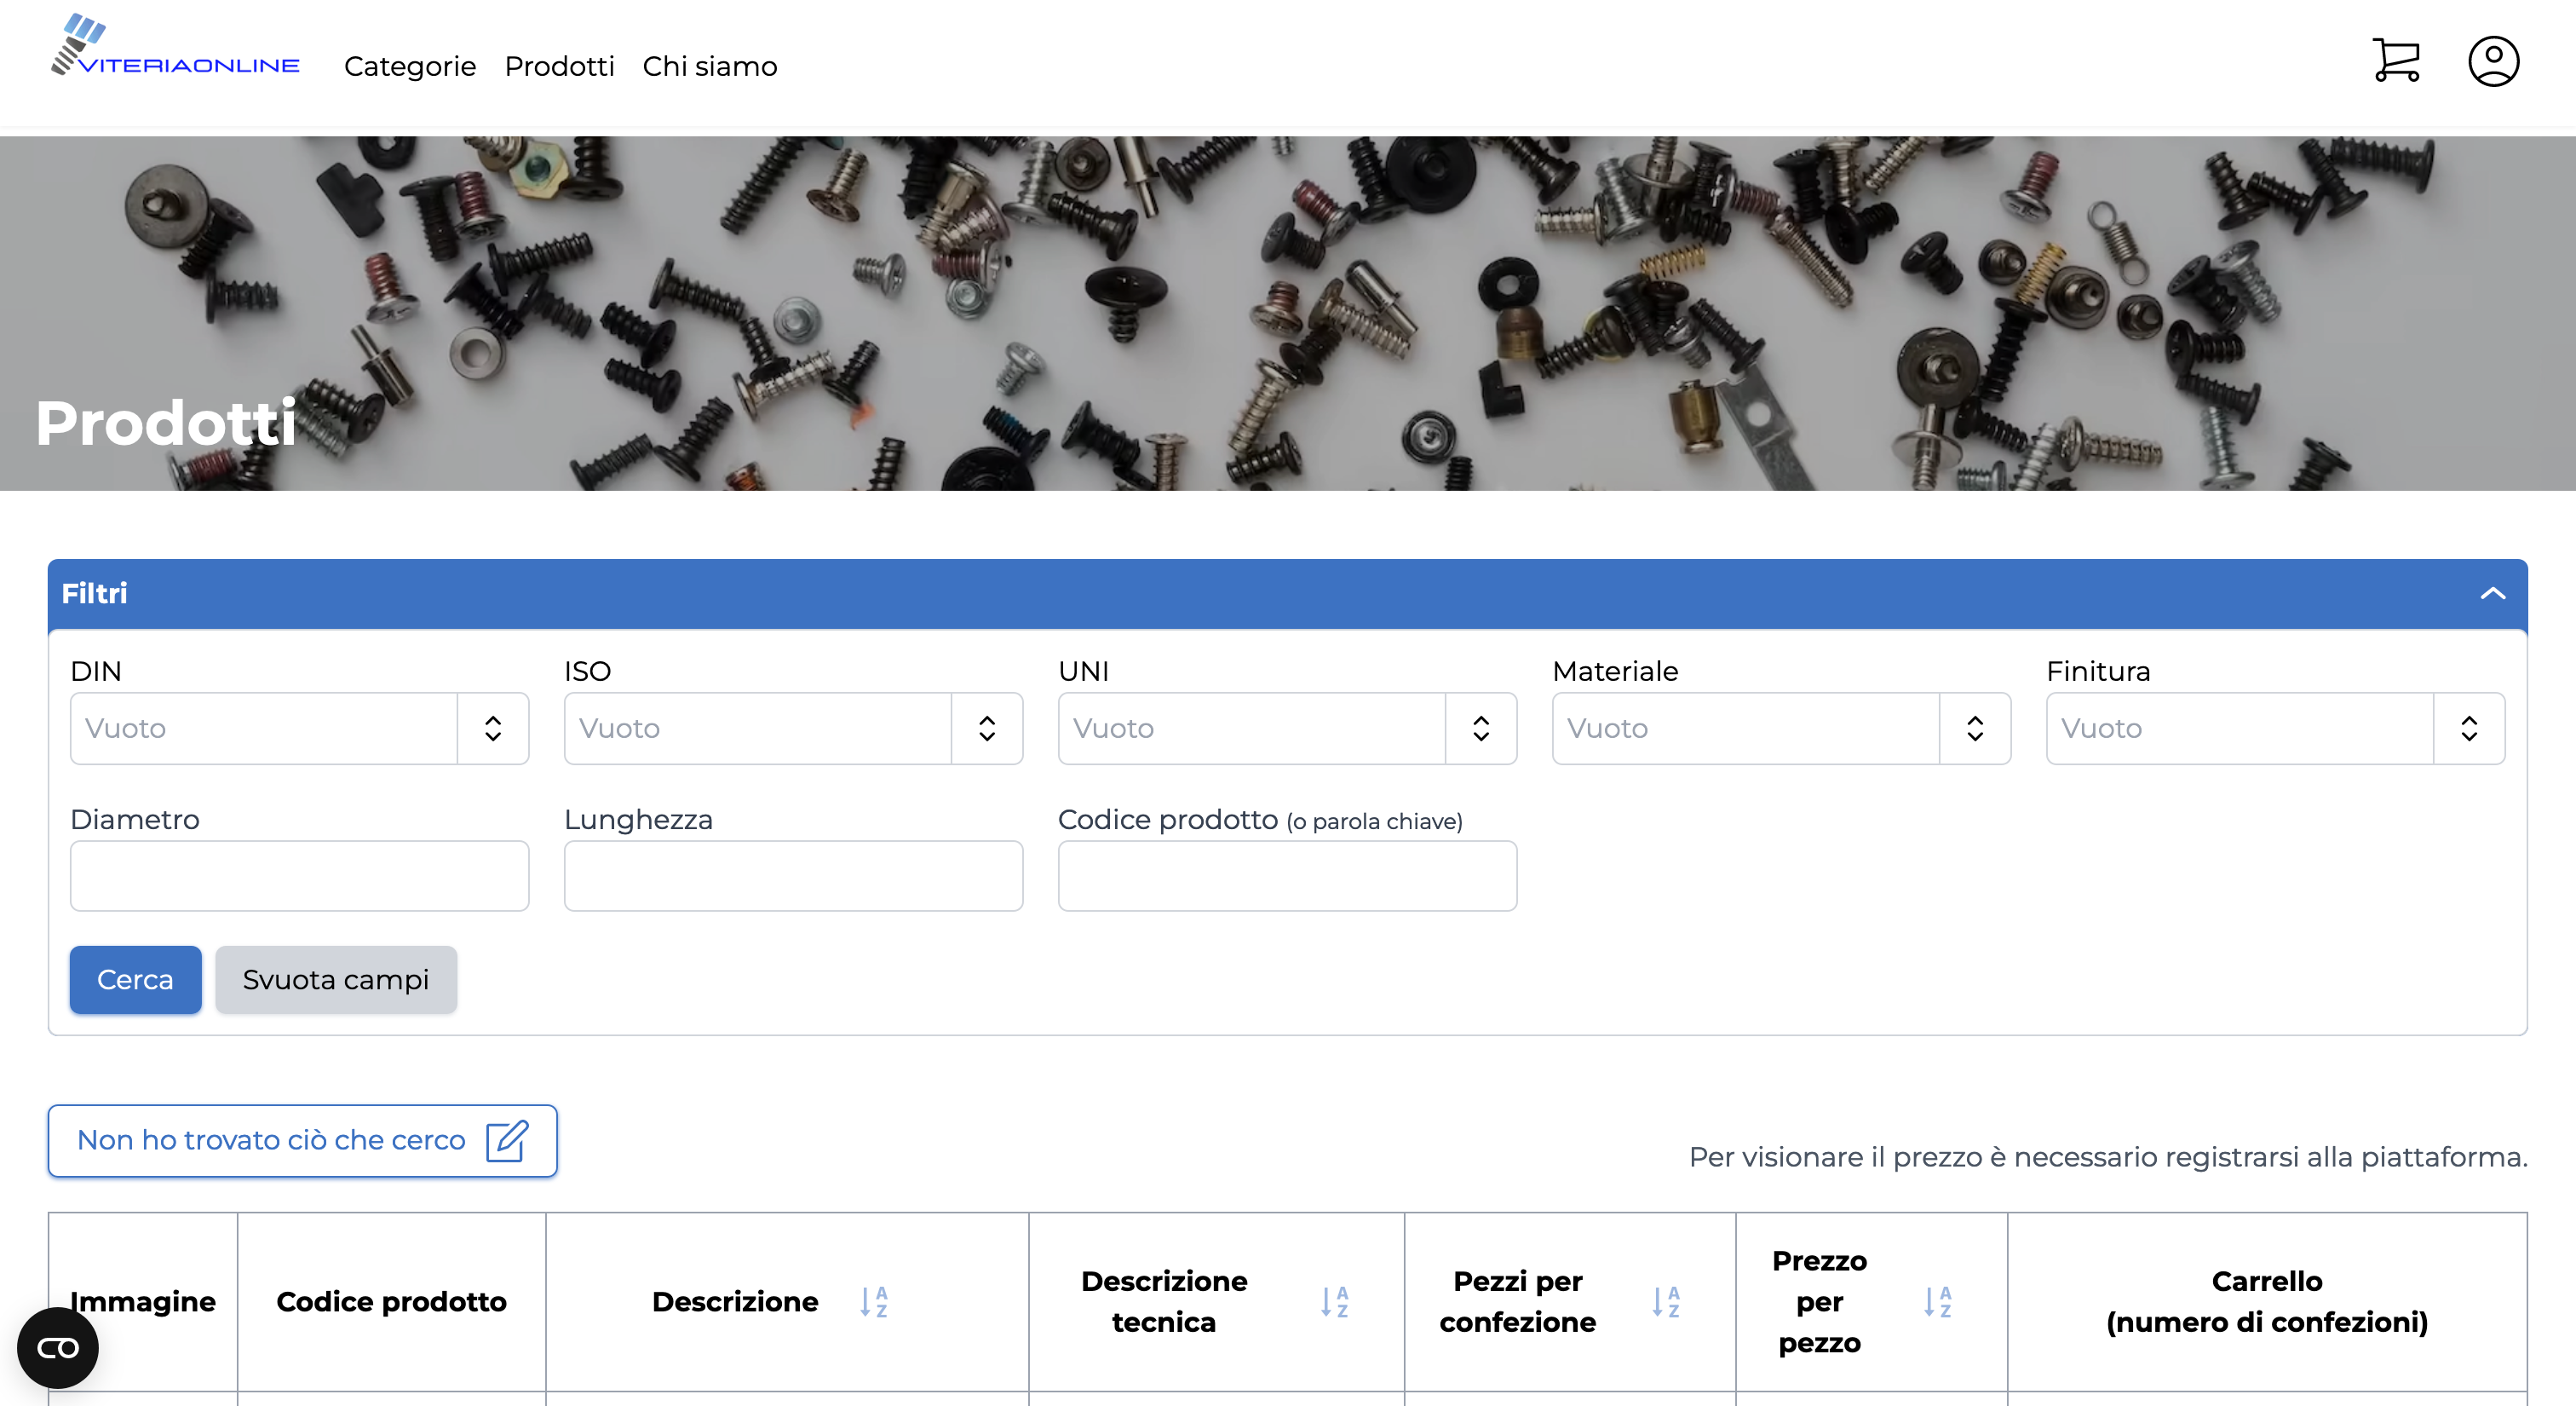 VITERIAONLINE
Categorie
Prodotti
Chi siamo
Prodotti
Filtri
DIN
ISO
UNI
Materiale
Finitura
Vuoto
Vuoto
Vuoto
Vuoto
Vuoto
Diametro
Lunghezza
Codice prodotto (o parola chiave)
Cerca
Svuota campi
Non ho trovato ciò che cerco
Per visionare il prezzo è necessario registrarsi alla piattaforma.
Immagine
Codice prodotto
Descrizione
A
Z
Descrizione
tecnica
A
Z
Pezzi per
confezione
A
Z
Prezzo
per
pezzo
A
Z
Carrello
(numero di confezioni)